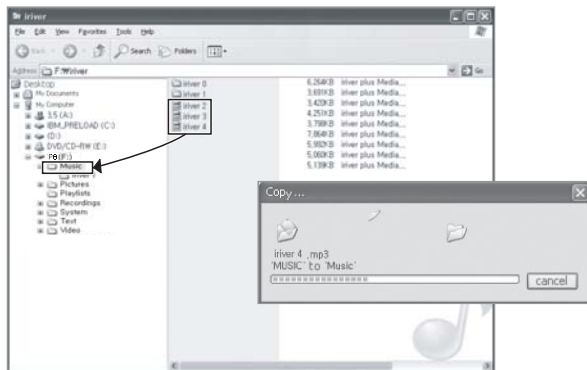 iriver
File Edit View Favorites Tools Help
Back Search Folders
Address F:\iriver Go
Desktop
My Documents
My Computer
3.5 (A:)
IBM_PRELOAD (C:)
(D:)
DVD/CD-RW (E:)
P8(F:)
Music
Pictures
Playlists
Recordings
System
Text
Video
iriver 0 6,264KB iriver plus Media...
iriver 1 3,691KB iriver plus Media...
iriver 2 3,420KB iriver plus Media...
iriver 3 4,251KB iriver plus Media...
iriver 4 3,798KB iriver plus Media...
7,864KB iriver plus Media...
5,992KB iriver plus Media...
5,060KB iriver plus Media...
5,139KB iriver plus Media...
Copy...
iriver 4 .mp3
'MUSIC' to 'Music'
cancel